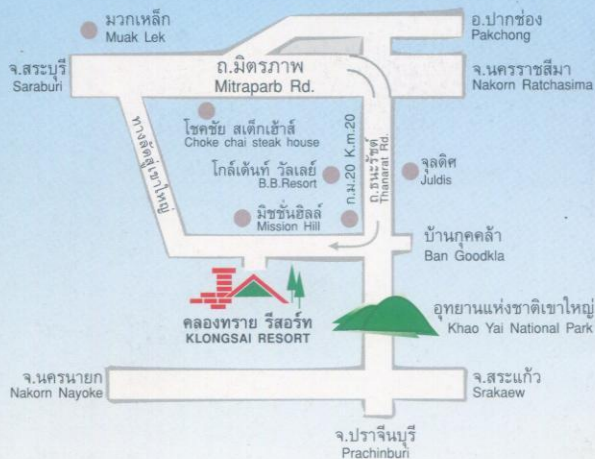 มวกเหล็ก
Muak Lek
อ.ปากช่อง
Pakchong
จ.สระบุรี
Saraburi
ถ.มิตรภาพ
Mitraparb Rd.
จ.นครราชสีมา
Nakorn Ratchasima
ทางลัดสู่เขาใหญ่
โชคชัย สเต็กเฮ้าส์
Choke chai steak house
โกล์เด้นท์ วัลเลย์
B.B.Resort
ก.ม.20 K.m.20
ถ.ธนะรัชต์
Thanarat Rd.
จุลดิศ
Juldis
มิชชั่นฮิลล์
Mission Hill
บ้านกุดคล้า
Ban Goodkla
คลองทราย รีสอร์ท
KLONGSAI RESORT
อุทยานแห่งชาติเขาใหญ่
Khao Yai National Park
จ.นครนายก
Nakorn Nayoke
จ.สระแก้ว
Srakaew
จ.ปราจีนบุรี
Prachinburi